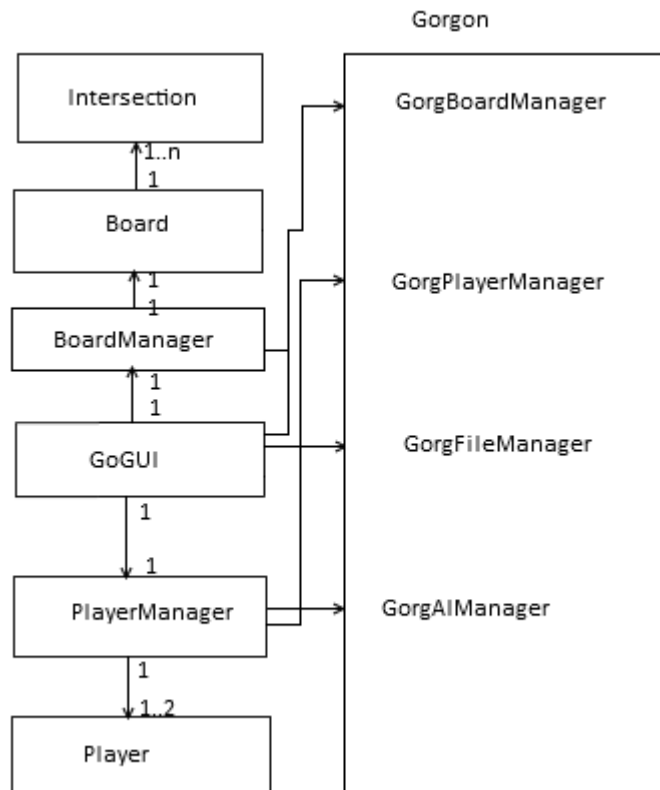 Gorgon
Intersection
1..n
1
Board
1
1
BoardManager
1
1
GoGUI
1
1
PlayerManager
1
1..2
Player
GorgBoardManager
GorgPlayerManager
GorgFileManager
GorgAIManager